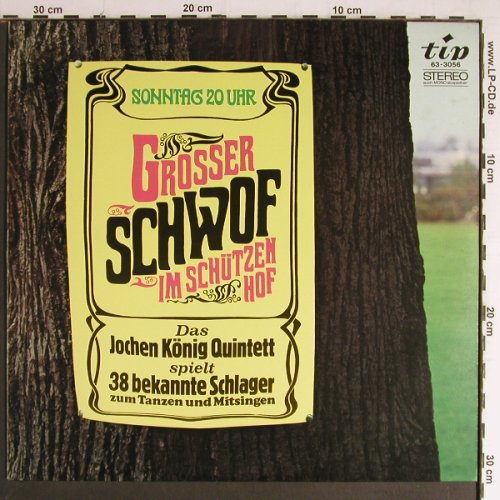 30 cm
20 cm
10 cm
tip
63-3056
STEREO
SONNTAG 20 UHR
GROSSER
SCHWOF
IM SCHÜTZEN
HOF
Das
Jochen König Quintett
spielt
38 bekannte Schlager
zum Tanzen und Mitsingen
www.LP-CD.de
10 cm
20 cm
30 cm